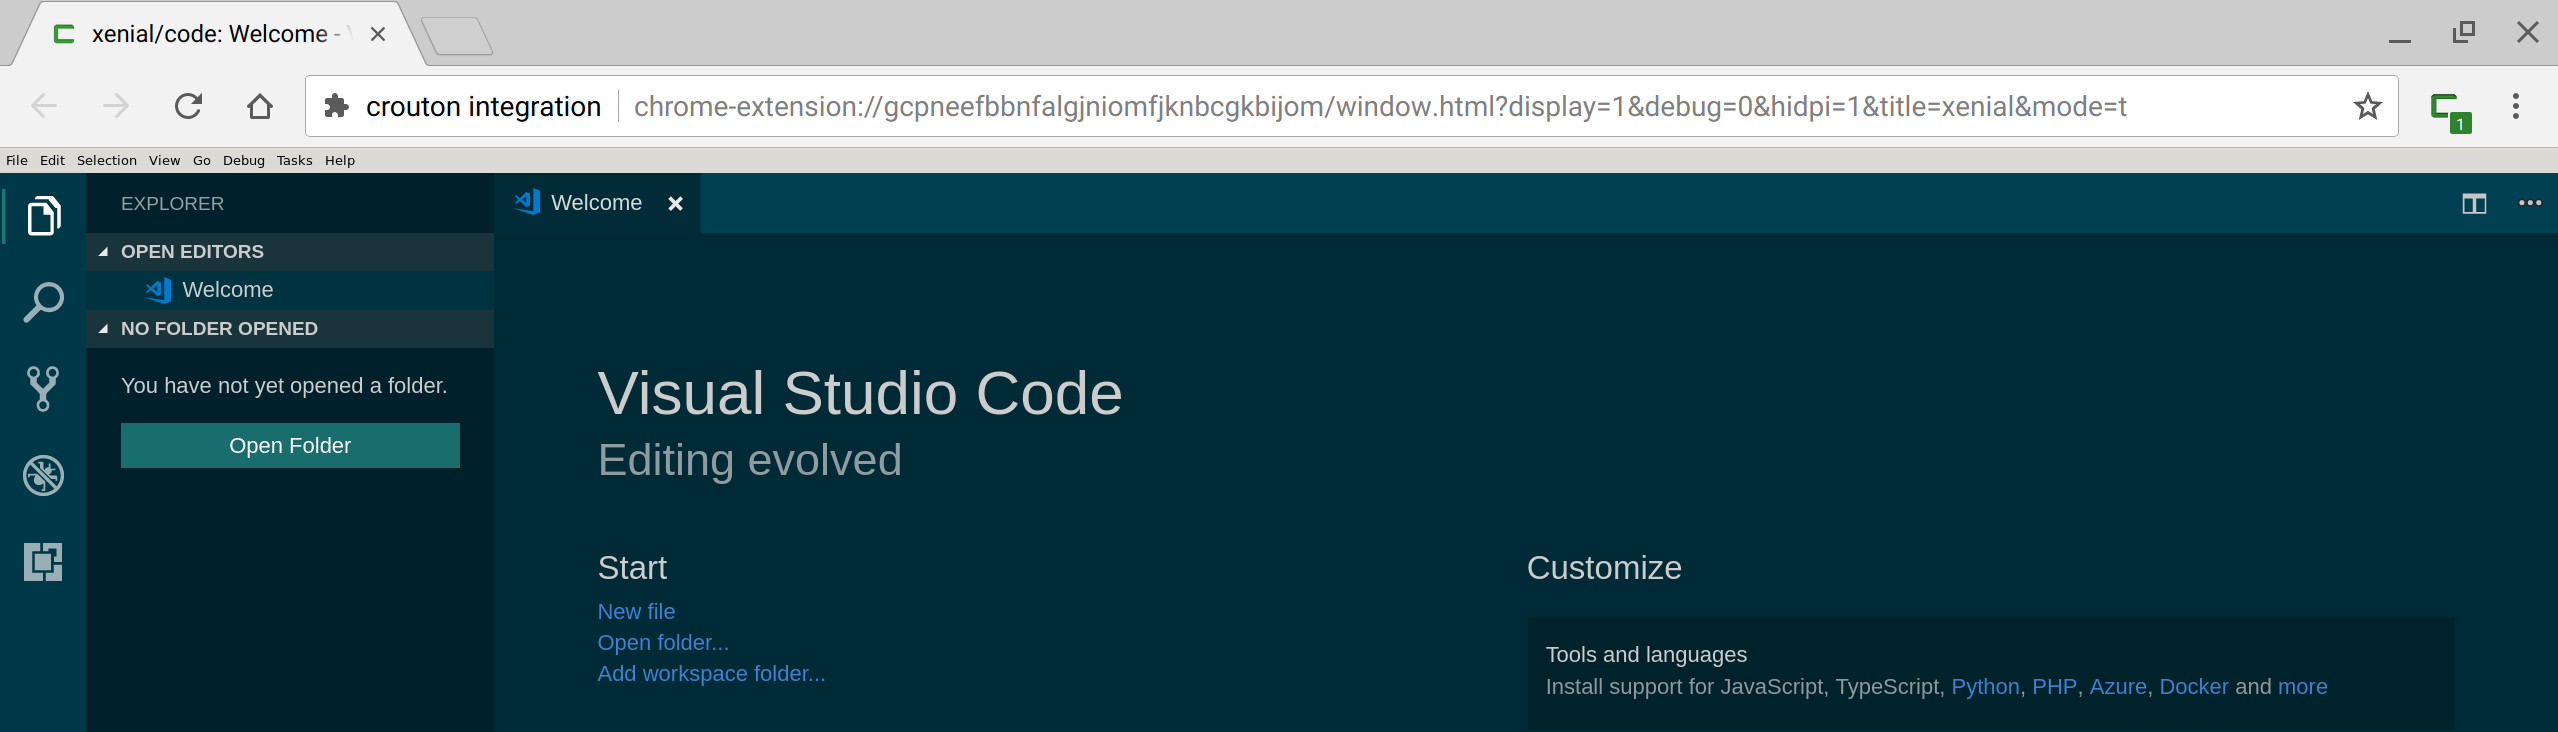 xenial/code: Welcome -
crouton integration chrome-extension://gcpneefbbnfalgjniomfjknbcgkbijom/window.html?display=1&debug=0&hidpi=1&title=xenial&mode=t
1
File Edit Selection View Go Debug Tasks Help
EXPLORER
Welcome
OPEN EDITORS
Welcome
NO FOLDER OPENED
You have not yet opened a folder.
Open Folder
Visual Studio Code
Editing evolved
Start
New file
Open folder...
Add workspace folder...
Customize
Tools and languages
Install support for JavaScript, TypeScript, Python, PHP, Azure, Docker and more